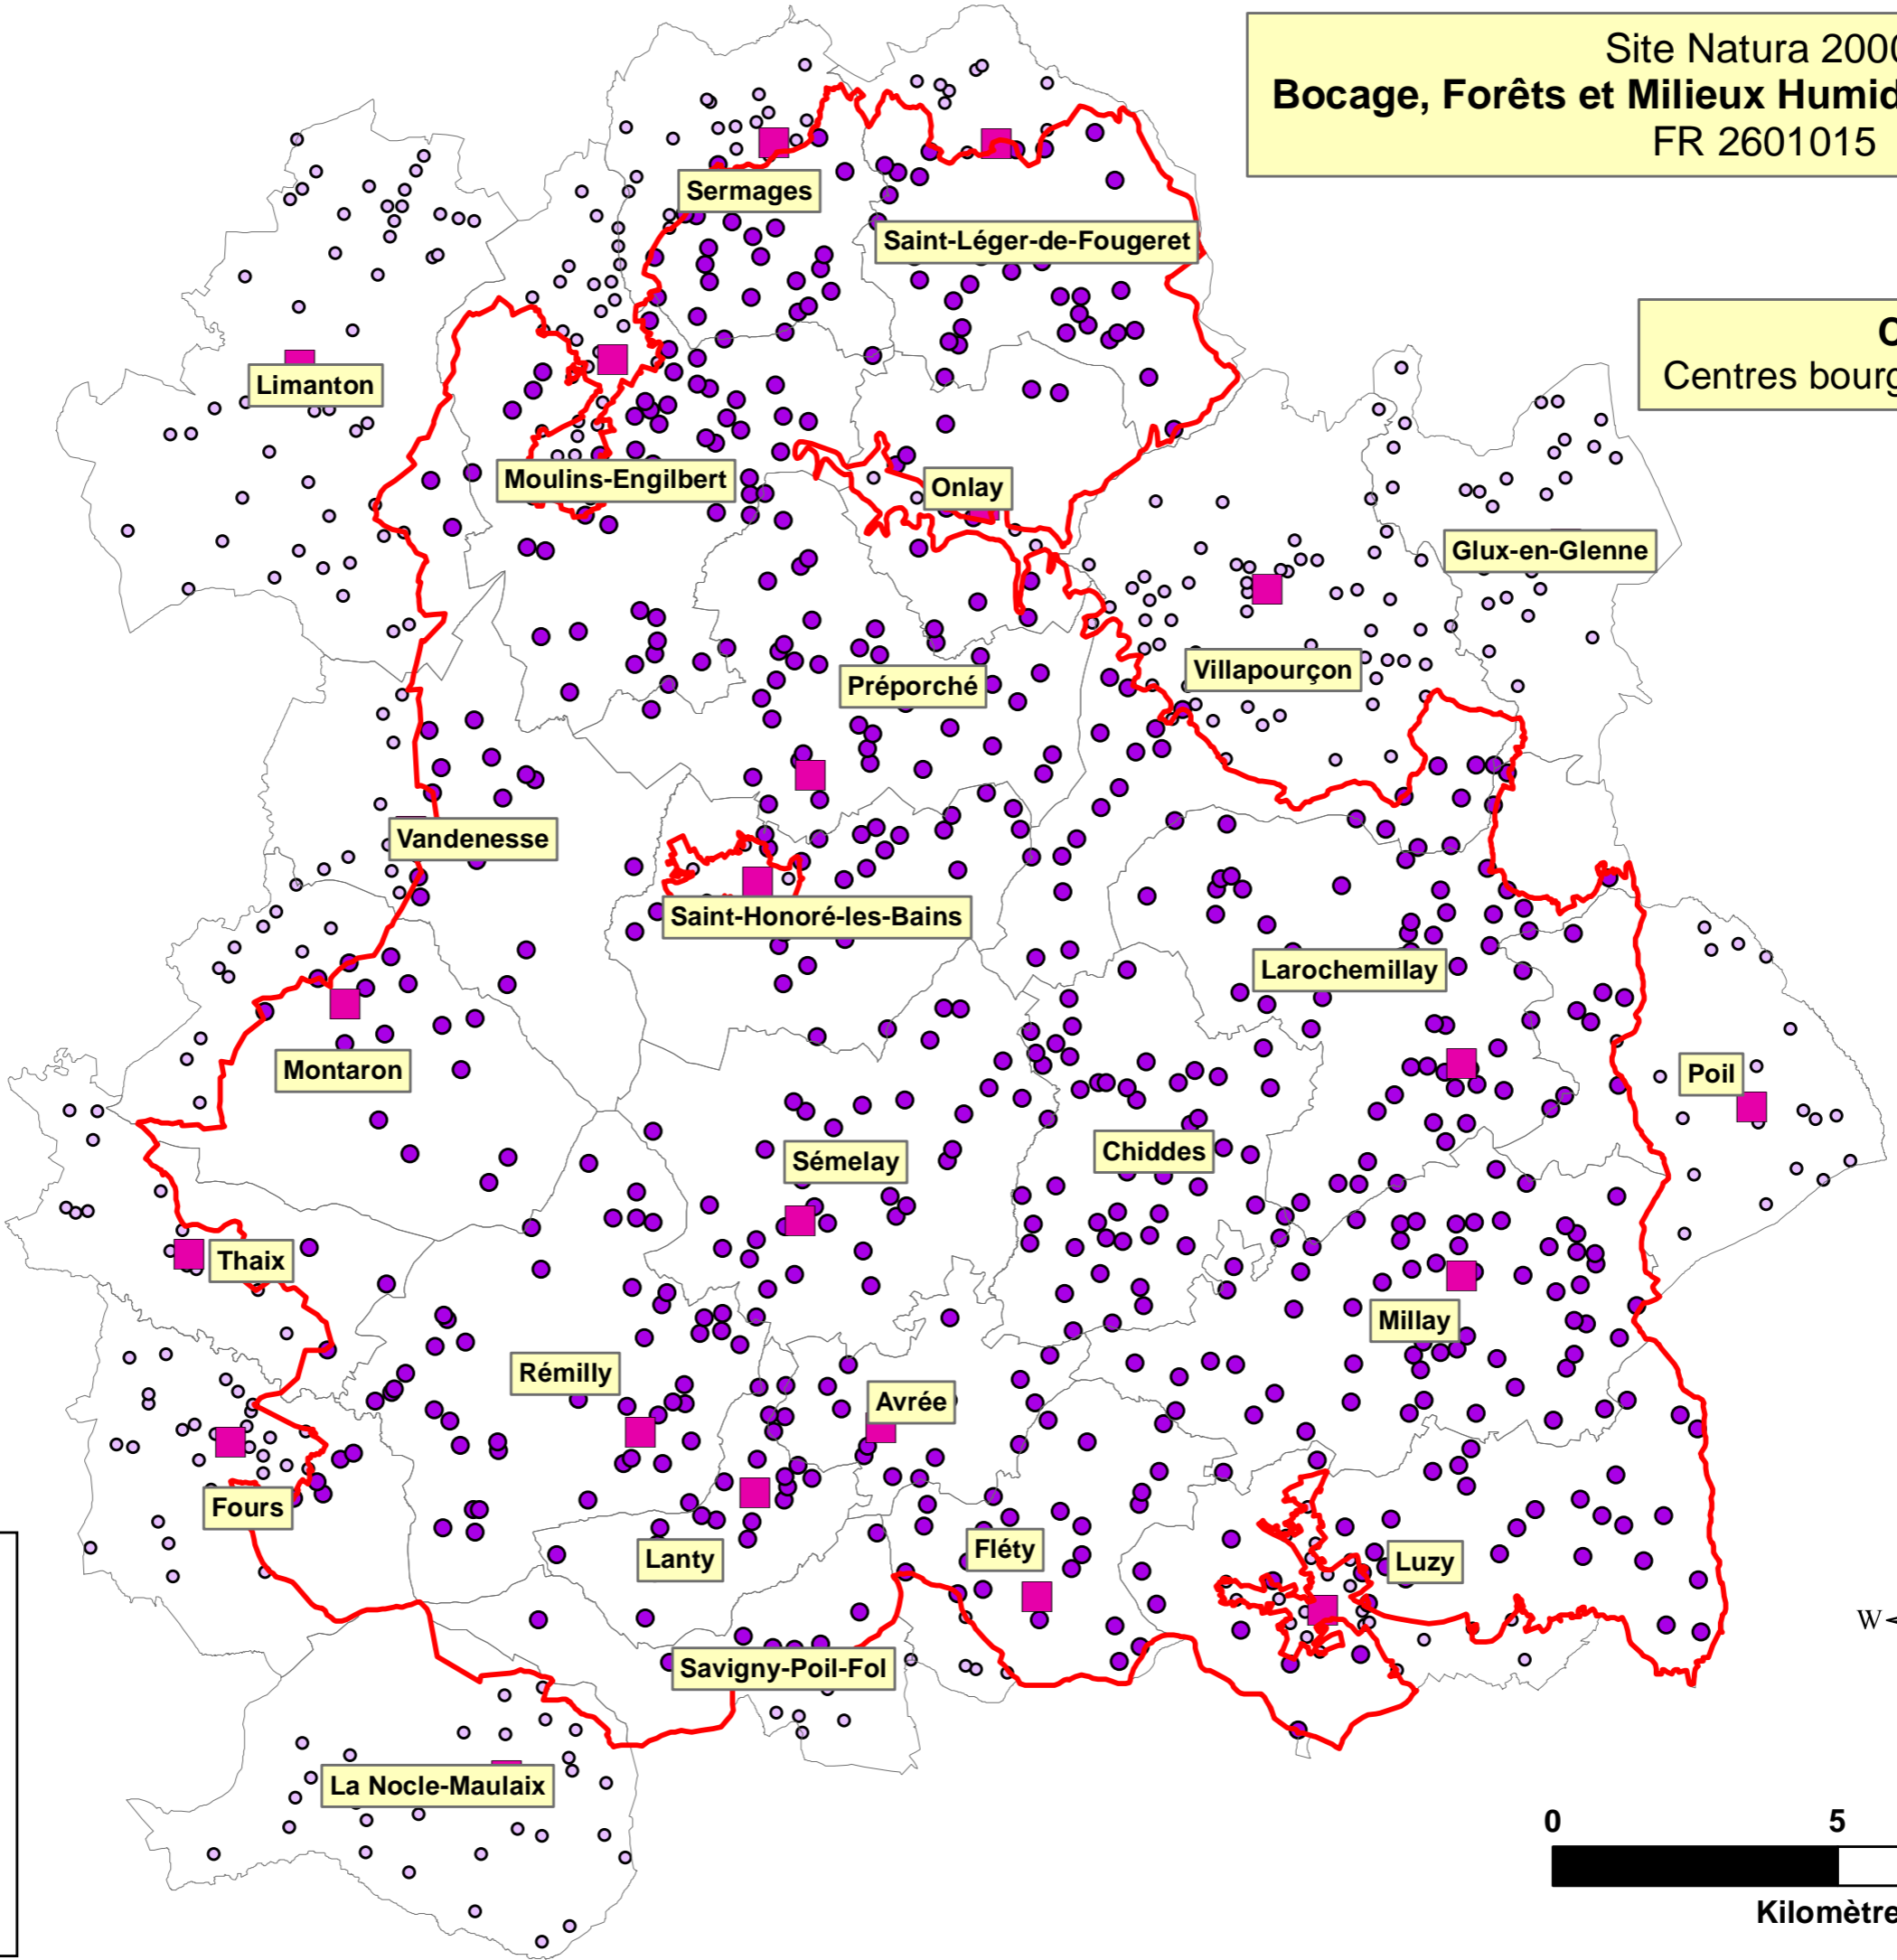 Site Natura 2000
Bocage, Forêts et Milieux Humid
FR 2601015
C
Centres bourg
Sermages
Saint-Léger-de-Fougeret
Limanton
Moulins-Engilbert
Onlay
Glux-en-Glenne
Villapourçon
Préporché
Vandenesse
Saint-Honoré-les-Bains
Larochemillay
Montaron
Poil
Chiddes
Sémelay
Thaix
Millay
Rémilly
Avrée
Fours
Lanty
Fléty
Luzy
W
Savigny-Poil-Fol
La Nocle-Maulaix
0 5
Kilomètre